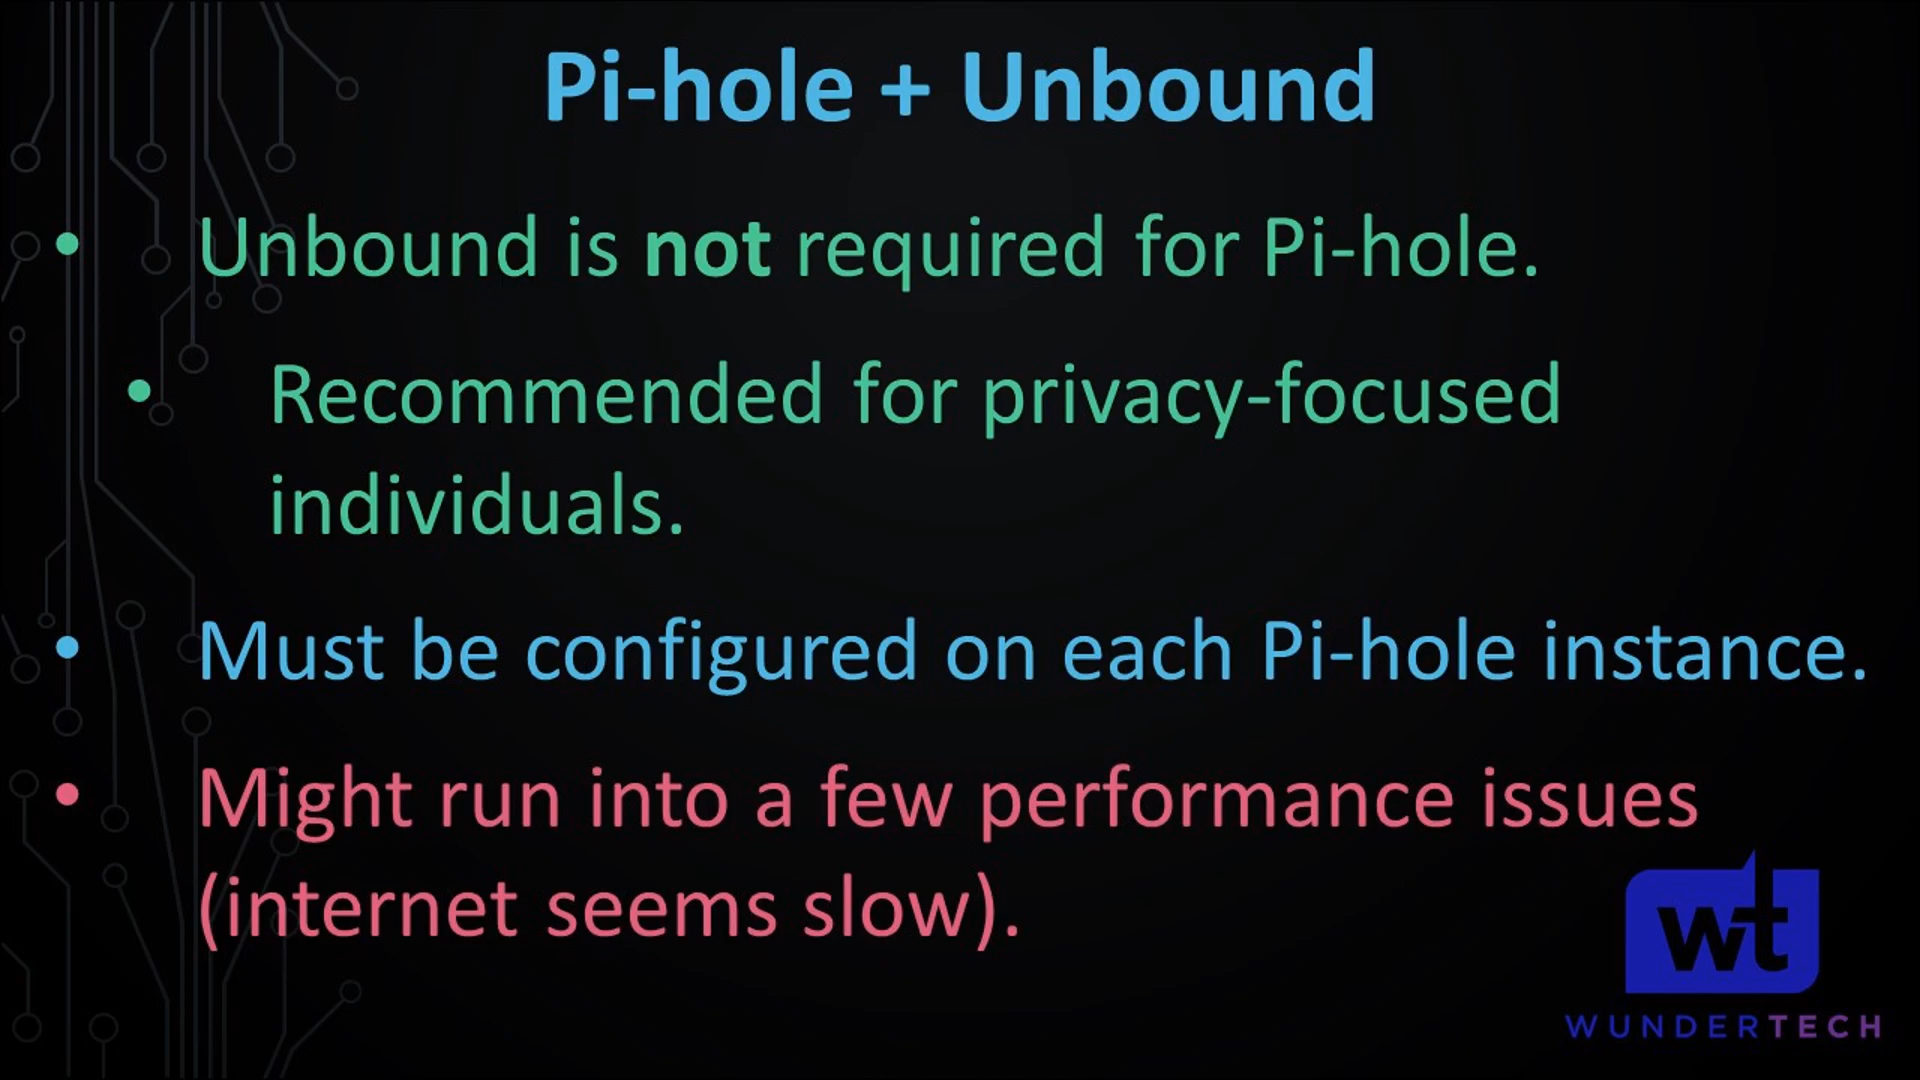 Pi-hole + Unbound
• Unbound is not required for Pi-hole.
• Recommended for privacy-focused
individuals.
• Must be configured on each Pi-hole instance.
• Might run into a few performance issues
(internet seems slow).
wt
WUNDERTECH